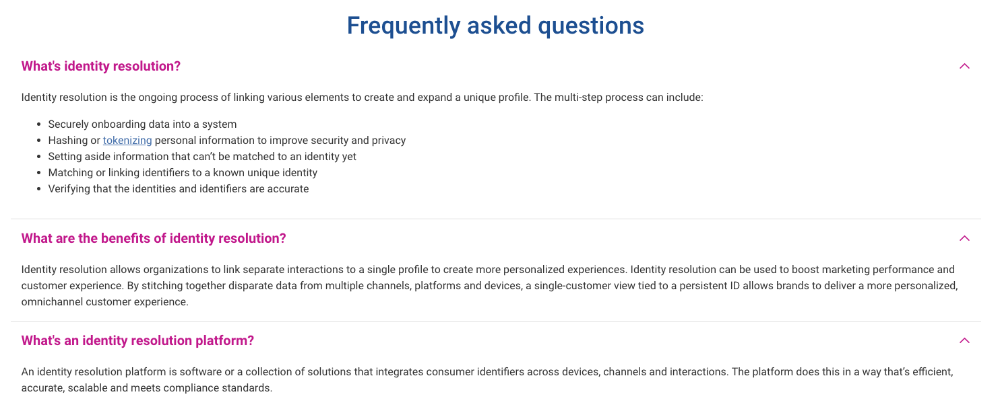 Frequently asked questions
What's identity resolution?
Identity resolution is the ongoing process of linking various elements to create and expand a unique profile. The multi-step process can include:
• Securely onboarding data into a system
• Hashing or tokenizing personal information to improve security and privacy
• Setting aside information that can’t be matched to an identity yet
• Matching or linking identifiers to a known unique identity
• Verifying that the identities and identifiers are accurate
What are the benefits of identity resolution?
Identity resolution allows organizations to link separate interactions to a single profile to create more personalized experiences. Identity resolution can be used to boost marketing performance and
customer experience. By stitching together disparate data from multiple channels, platforms and devices, a single-customer view tied to a persistent ID allows brands to deliver a more personalized,
omnichannel customer experience.
What's an identity resolution platform?
An identity resolution platform is software or a collection of solutions that integrates consumer identifiers across devices, channels and interactions. The platform does this in a way that’s efficient,
accurate, scalable and meets compliance standards.